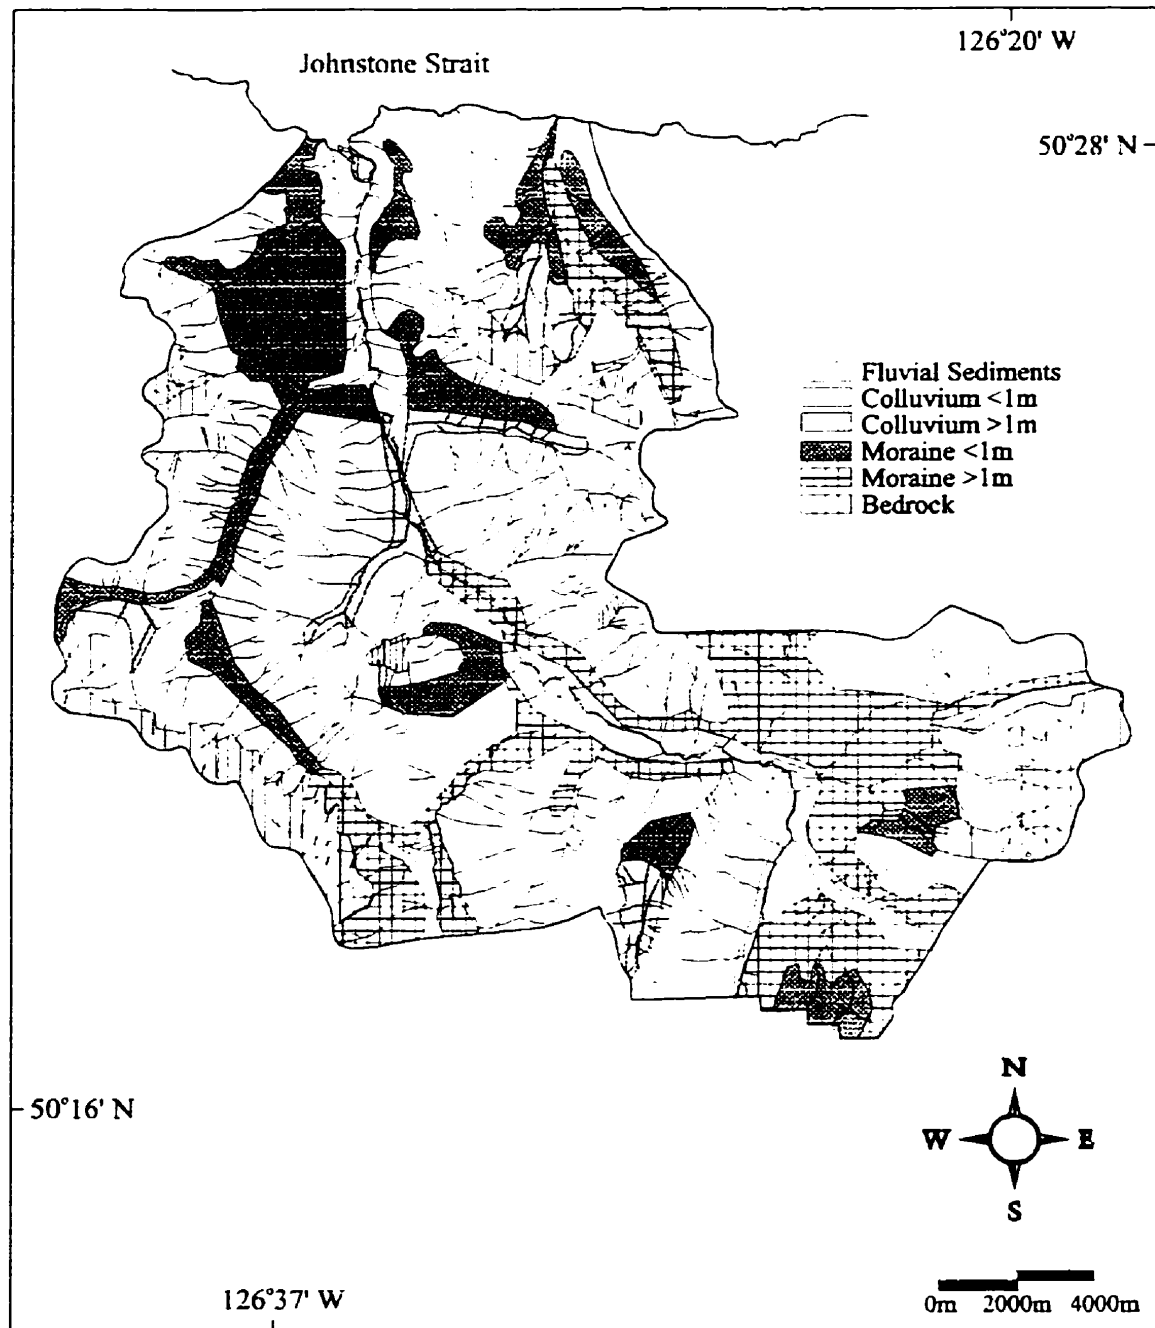 126°20' W
Johnstone Strait
50°28' N
Fluvial Sediments
Colluvium <1m
Colluvium >1m
Moraine <1m
Moraine >1m
Bedrock
N
W E
S
50°16' N
126°37' W
0m 2000m 4000m